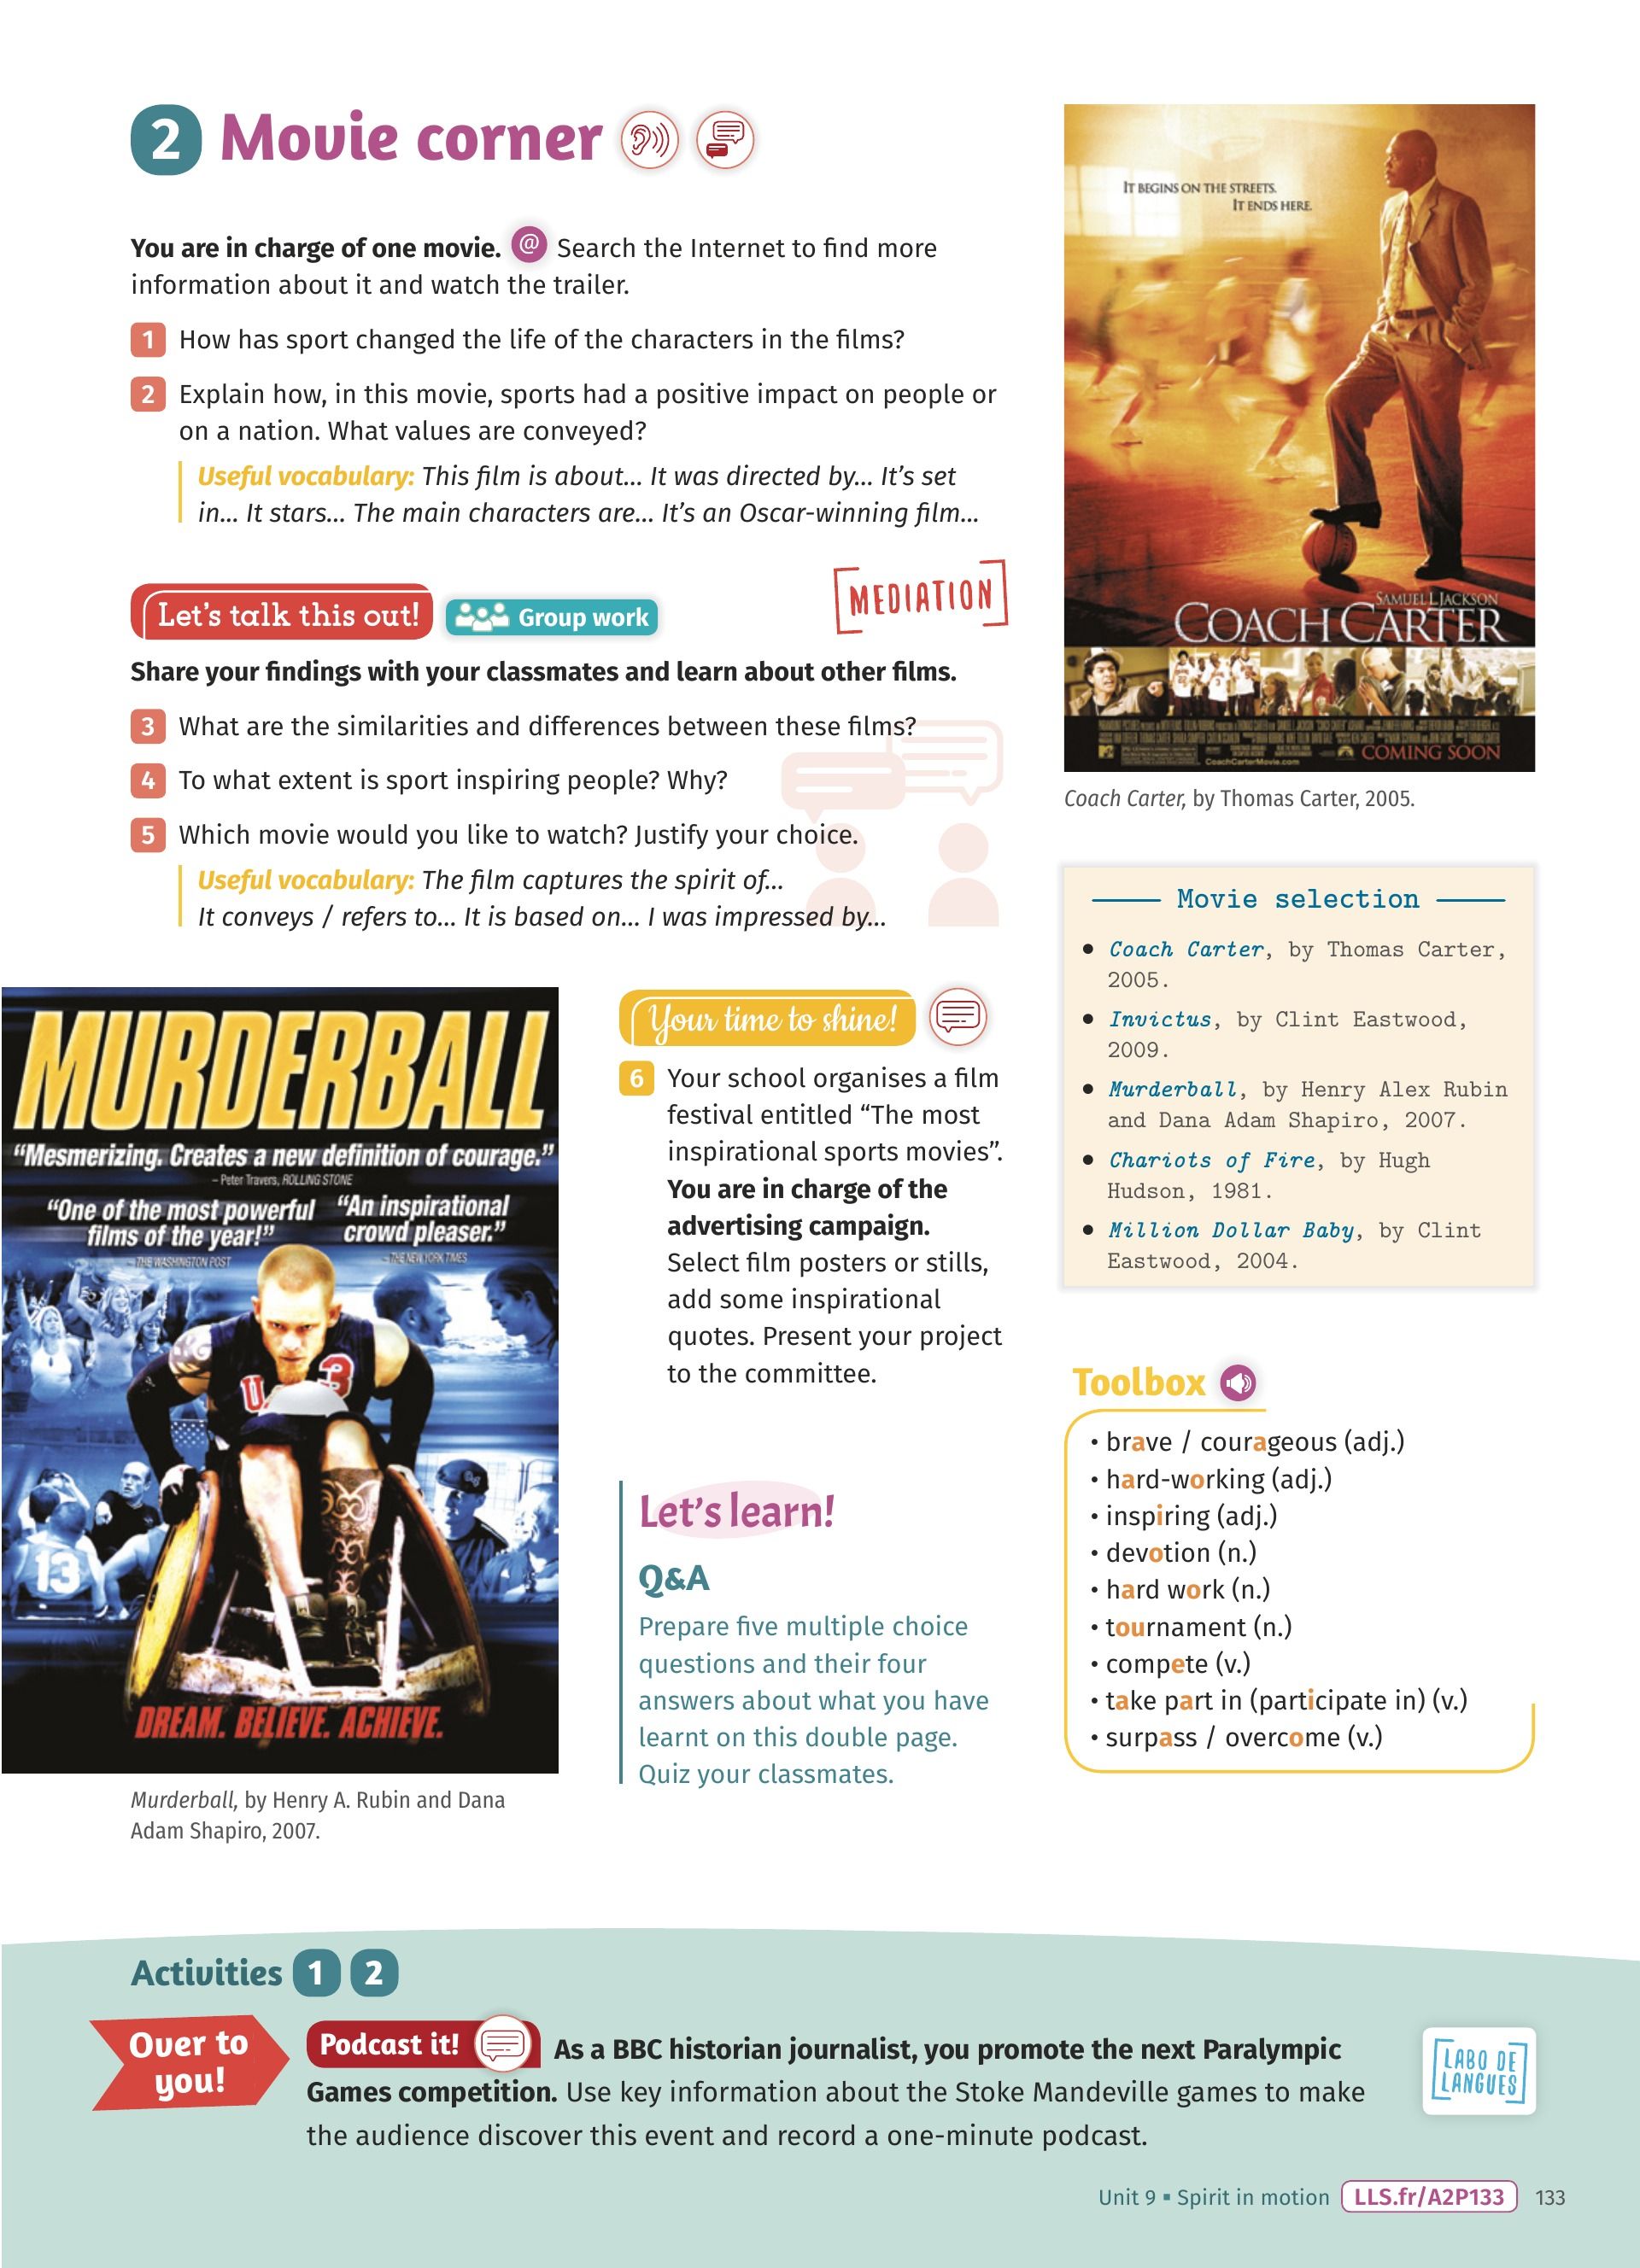 2 Movie corner
You are in charge of one movie. @ Search the Internet to find more
information about it and watch the trailer.
1 How has sport changed the life of the characters in the films?
2 Explain how, in this movie, sports had a positive impact on people or
on a nation. What values are conveyed?
Useful vocabulary: This film is about... It was directed by... It’s set
in... It stars... The main characters are... It’s an Oscar-winning film...
Let’s talk this out! Group work
MEDIATION
Share your findings with your classmates and learn about other films.
3 What are the similarities and differences between these films?
4 To what extent is sport inspiring people? Why?
5 Which movie would you like to watch? Justify your choice.
Useful vocabulary: The film captures the spirit of...
It conveys / refers to... It is based on... I was impressed by...
IT BEGINS ON THE STREETS.
IT ENDS HERE.
SAMUEL L. JACKSON
COACH CARTER
CoachCarterMovie.com
COMING SOON
Coach Carter, by Thomas Carter, 2005.
Movie selection
• Coach Carter, by Thomas Carter,
2005.
• Invictus, by Clint Eastwood,
2009.
• Murderball, by Henry Alex Rubin
and Dana Adam Shapiro, 2007.
• Chariots of Fire, by Hugh
Hudson, 1981.
• Million Dollar Baby, by Clint
Eastwood, 2004.
MURDERBALL
“Mesmerizing. Creates a new definition of courage.”
– Peter Travers, ROLLING STONE
“One of the most powerful
films of the year!”
– THE WASHINGTON POST
“An inspirational
crowd pleaser.”
– THE NEW YORK TIMES
U 3
13
DREAM. BELIEVE. ACHIEVE.
Murderball, by Henry A. Rubin and Dana
Adam Shapiro, 2007.
Your time to shine!
6 Your school organises a film
festival entitled “The most
inspirational sports movies”.
You are in charge of the
advertising campaign.
Select film posters or stills,
add some inspirational
quotes. Present your project
to the committee.
Let’s learn!
Q&A
Prepare five multiple choice
questions and their four
answers about what you have
learnt on this double page.
Quiz your classmates.
Toolbox
• brave / courageous (adj.)
• hard-working (adj.)
• inspiring (adj.)
• devotion (n.)
• hard work (n.)
• tournament (n.)
• compete (v.)
• take part in (participate in) (v.)
• surpass / overcome (v.)
Activities 1 2
Over to
you!
Podcast it! As a BBC historian journalist, you promote the next Paralympic
Games competition. Use key information about the Stoke Mandeville games to make
the audience discover this event and record a one-minute podcast.
LABO DE
LANGUES
Unit 9 ▪ Spirit in motion LLS.fr/A2P133 133